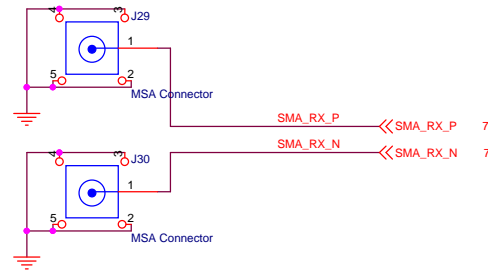 4
3
J29
1
5
2
MSA Connector
SMA_RX_P
SMA_RX_P 7
SMA_RX_N
SMA_RX_N 7
4
3
J30
1
5
2
MSA Connector